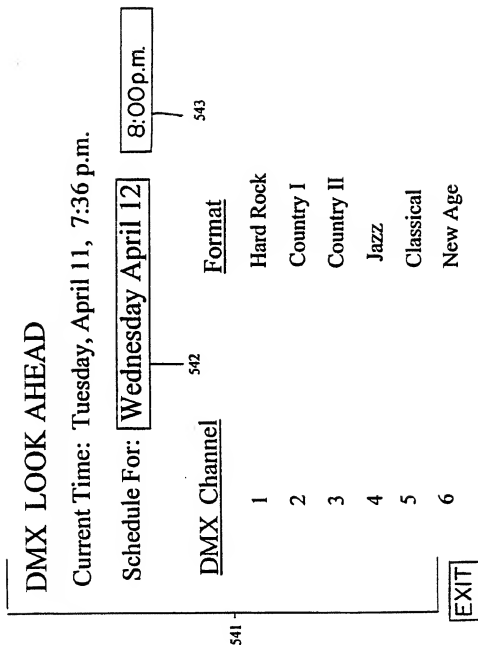 DMX LOOK AHEAD
Current Time: Tuesday, April 11, 7:36 p.m.
Schedule For: Wednesday April 12 8:00p.m.
542 543
DMX Channel Format
1 Hard Rock
2 Country I
3 Country II
4 Jazz
5 Classical
6 New Age
541
EXIT